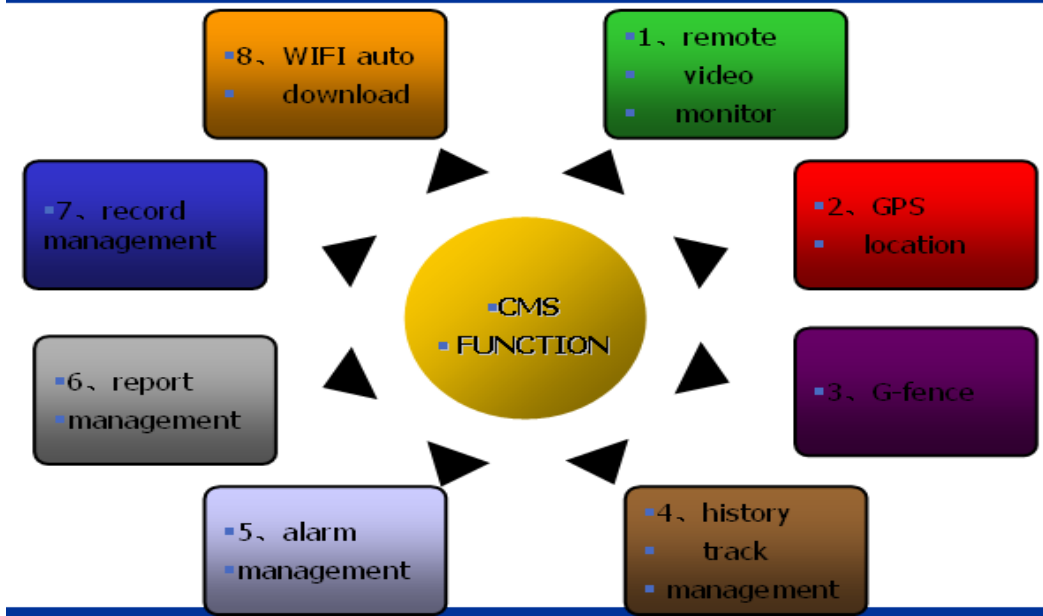 8、WIFI auto
download
1、remote
video
monitor
7、record
management
2、GPS
location
CMS
FUNCTION
6、report
management
3、G-fence
5、alarm
management
4、history
track
management